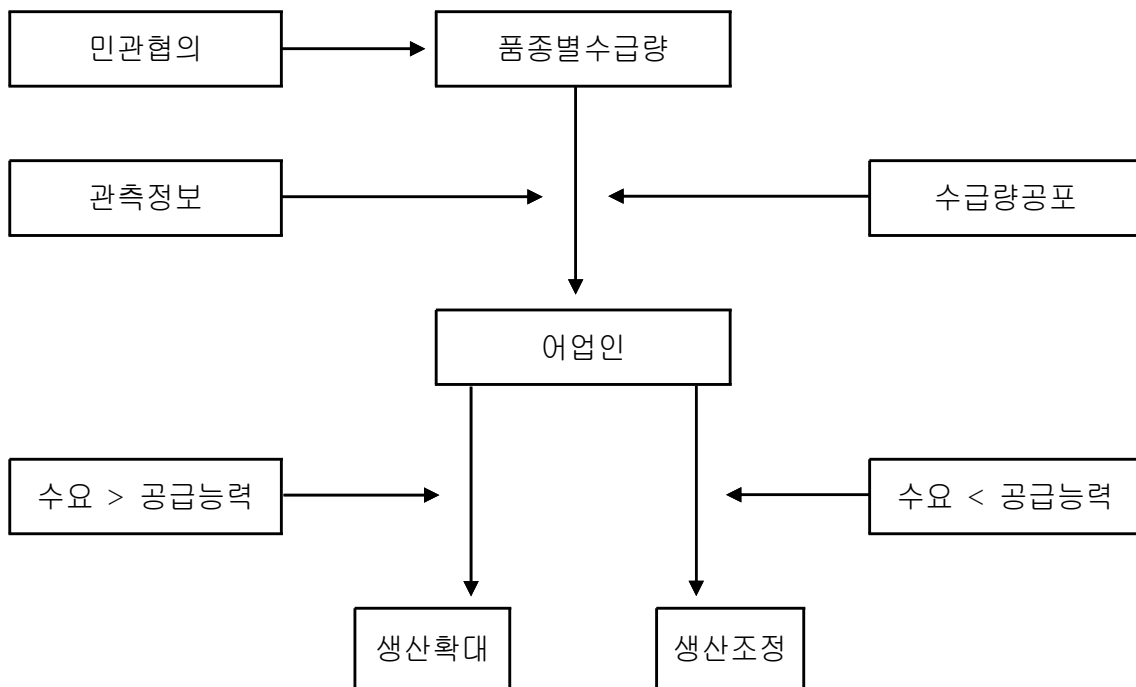 민관협의
품종별수급량
관측정보
수급량공포
어업인
수요 > 공급능력
수요 < 공급능력
생산확대
생산조정